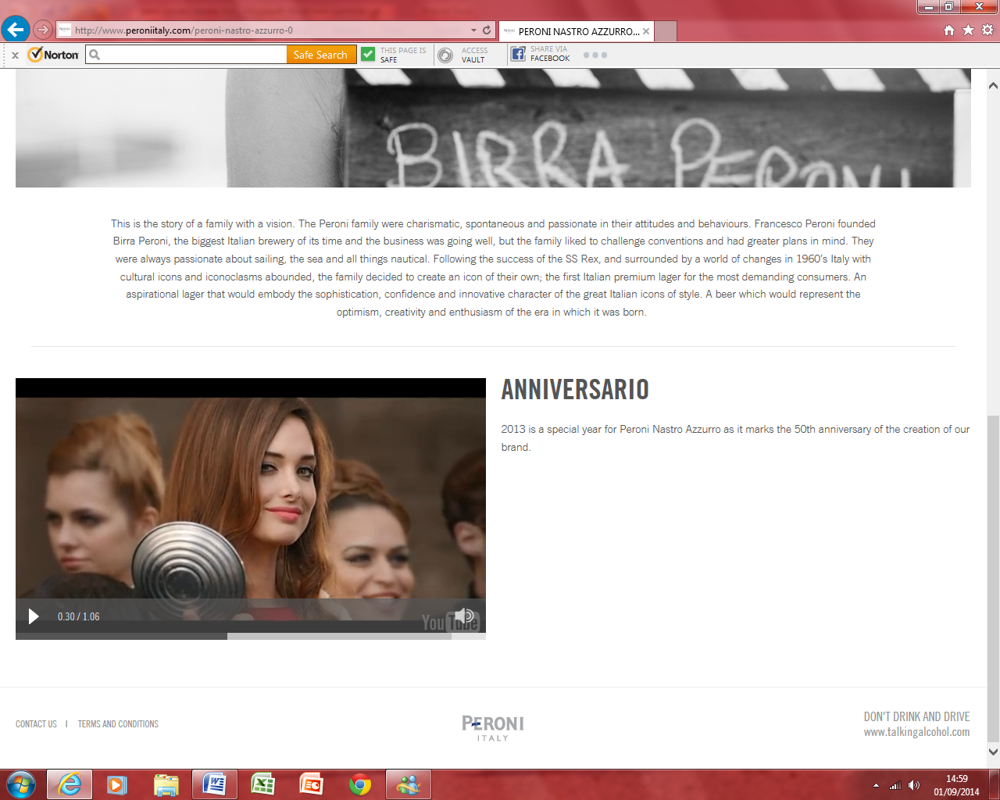 http://www.peroniitaly.com/peroni-nastro-azzurro-0
PERONI NASTRO AZZURRO...
Norton
Safe Search
THIS PAGE IS
SAFE
ACCESS
VAULT
SHARE VIA
FACEBOOK
BIRRA PERONI
This is the story of a family with a vision. The Peroni family were charismatic, spontaneous and passionate in their attitudes and behaviours. Francesco Peroni founded
Birra Peroni, the biggest Italian brewery of its time and the business was going well, but the family liked to challenge conventions and had greater plans in mind. They
were always passionate about sailing, the sea and all things nautical. Following the success of the SS Rex, and surrounded by a world of changes in 1960's Italy with
cultural icons and iconoclasms abounded, the family decided to create an icon of their own; the first Italian premium lager for the most demanding consumers. An
aspirational lager that would embody the sophistication, confidence and innovative character of the great Italian icons of style. A beer which would represent the
optimism, creativity and enthusiasm of the era in which it was born.
ANNIVERSARIO
2013 is a special year for Peroni Nastro Azzurro as it marks the 50th anniversary of the creation of our
brand.
0.30 / 1.06
YouTube
CONTACT US | TERMS AND CONDITIONS
PERONI
ITALY
DON'T DRINK AND DRIVE
www.talkingalcohol.com
14:59
01/09/2014